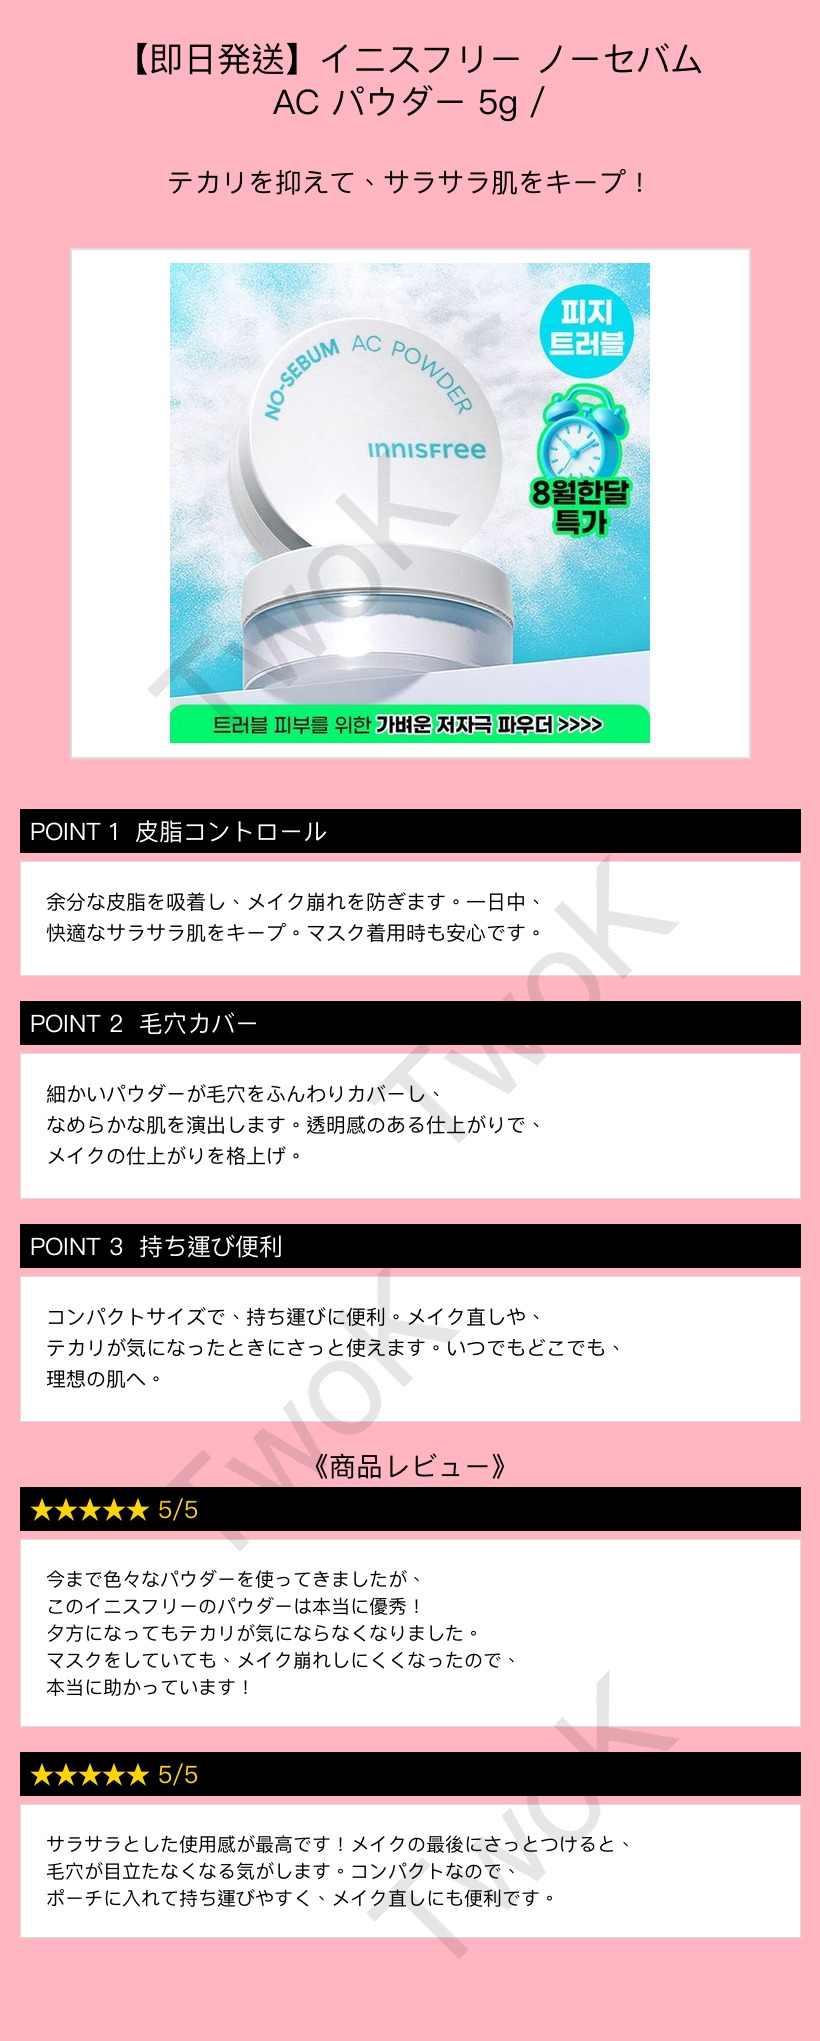 【即日発送】イニスフリー ノーセバム
AC パウダー 5g /
テカリを抑えて、サラサラ肌をキープ！
NO-SEBUM AC POWDER
innisfree
피지
트러블
8월한달
특가
트러블 피부를 위한 가벼운 저자극 파우더 >>>>
TwoK
POINT 1 皮脂コントロール
余分な皮脂を吸着し、メイク崩れを防ぎます。一日中、
快適なサラサラ肌をキープ。マスク着用時も安心です。
TwoK
POINT 2 毛穴カバー
細かいパウダーが毛穴をふんわりカバーし、
なめらかな肌を演出します。透明感のある仕上がりで、
メイクの仕上がりを格上げ。
POINT 3 持ち運び便利
コンパクトサイズで、持ち運びに便利。メイク直しや、
テカリが気になったときにさっと使えます。いつでもどこでも、
理想の肌へ。
TwoK
《商品レビュー》
★★★★★ 5/5
今まで色々なパウダーを使ってきましたが、
このイニスフリーのパウダーは本当に優秀！
夕方になってもテカリが気にならなくなりました。
マスクをしていても、メイク崩れしにくくなったので、
本当に助かっています！
★★★★★ 5/5
サラサラとした使用感が最高です！メイクの最後にさっとつけると、
毛穴が目立たなくなる気がします。コンパクトなので、
ポーチに入れて持ち運びやすく、メイク直しにも便利です。
TwoK